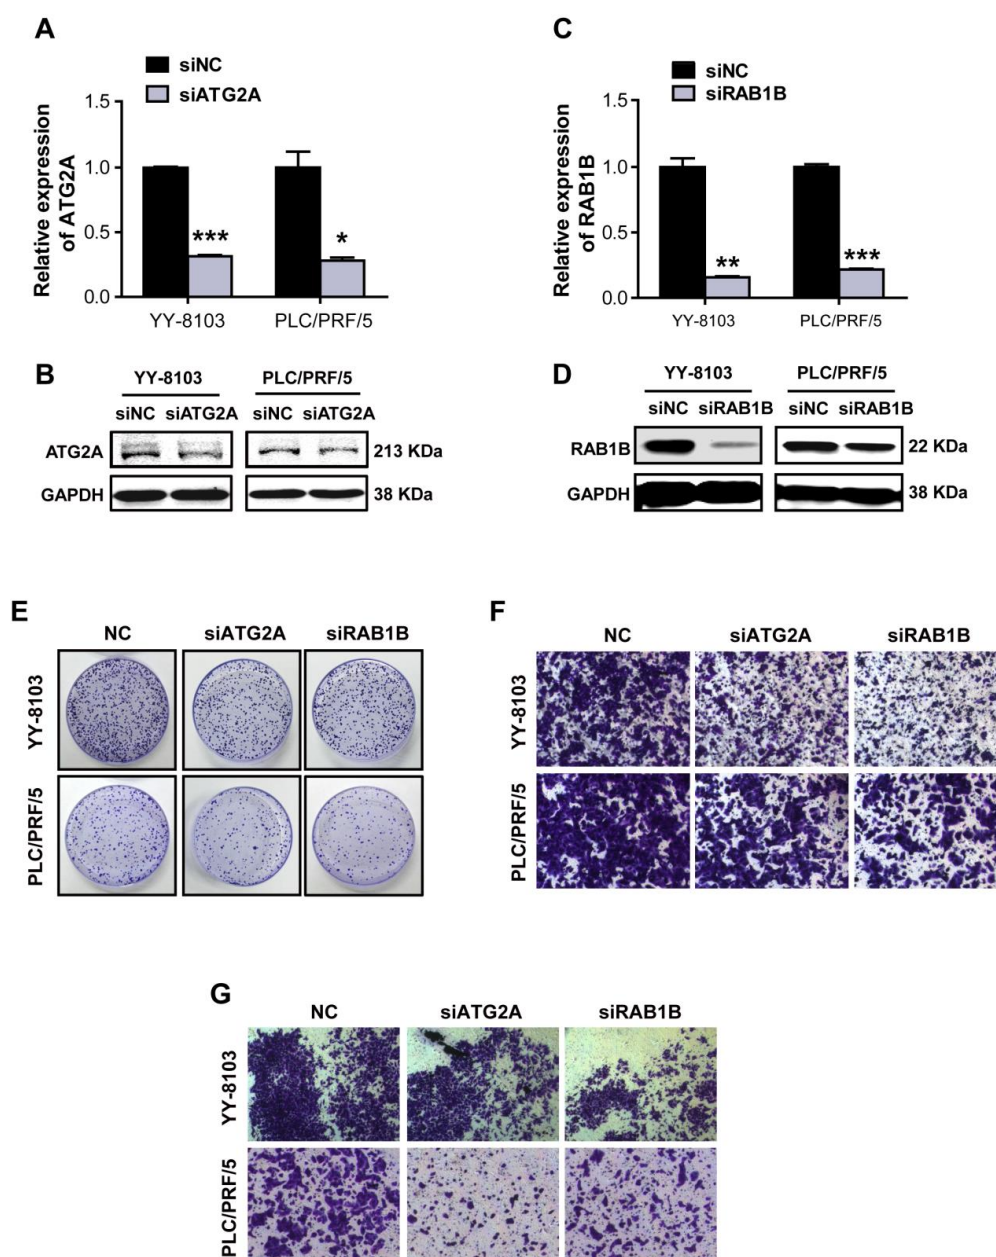 A
siNC
siATG2A
Relative expression
of ATG2A
1.5
1.0
0.5
0.0
***
*
YY-8103 PLC/PRF/5
C
siNC
siRAB1B
Relative expression
of RAB1B
1.5
1.0
0.5
0.0
**
***
YY-8103 PLC/PRF/5
B
YY-8103 PLC/PRF/5
siNC siATG2A siNC siATG2A
ATG2A 213 KDa
GAPDH 38 KDa
D
YY-8103 PLC/PRF/5
siNC siRAB1B siNC siRAB1B
RAB1B 22 KDa
GAPDH 38 KDa
E
NC siATG2A siRAB1B
YY-8103
PLC/PRF/5
F
NC siATG2A siRAB1B
YY-8103
PLC/PRF/5
G
NC siATG2A siRAB1B
YY-8103
PLC/PRF/5